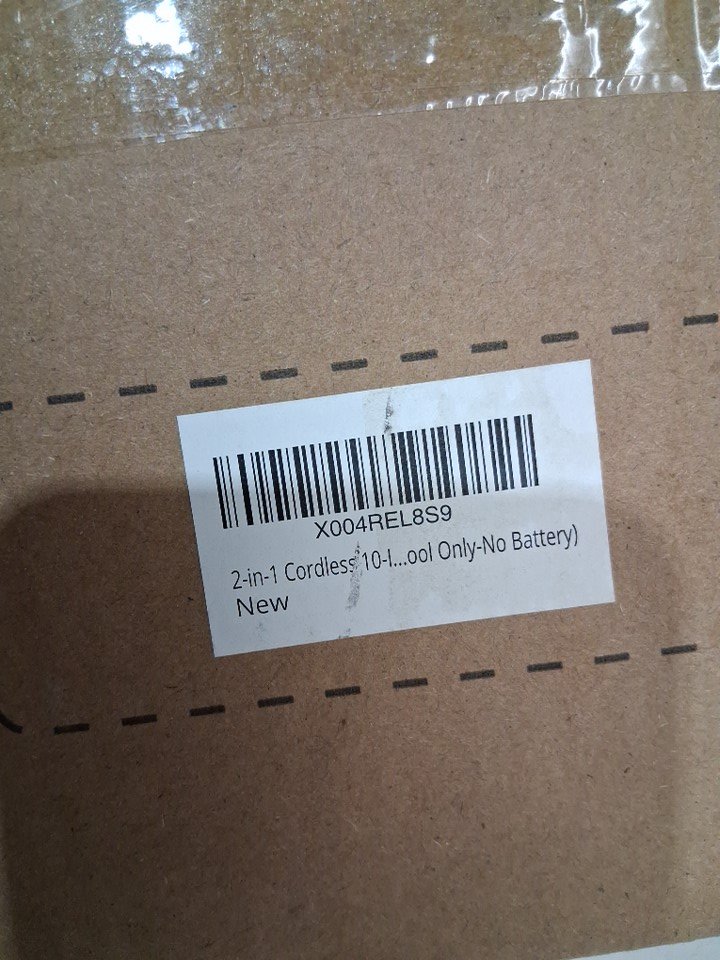 X004REL8S9
2-in-1 Cordless 10-I...ool Only-No Battery)
New